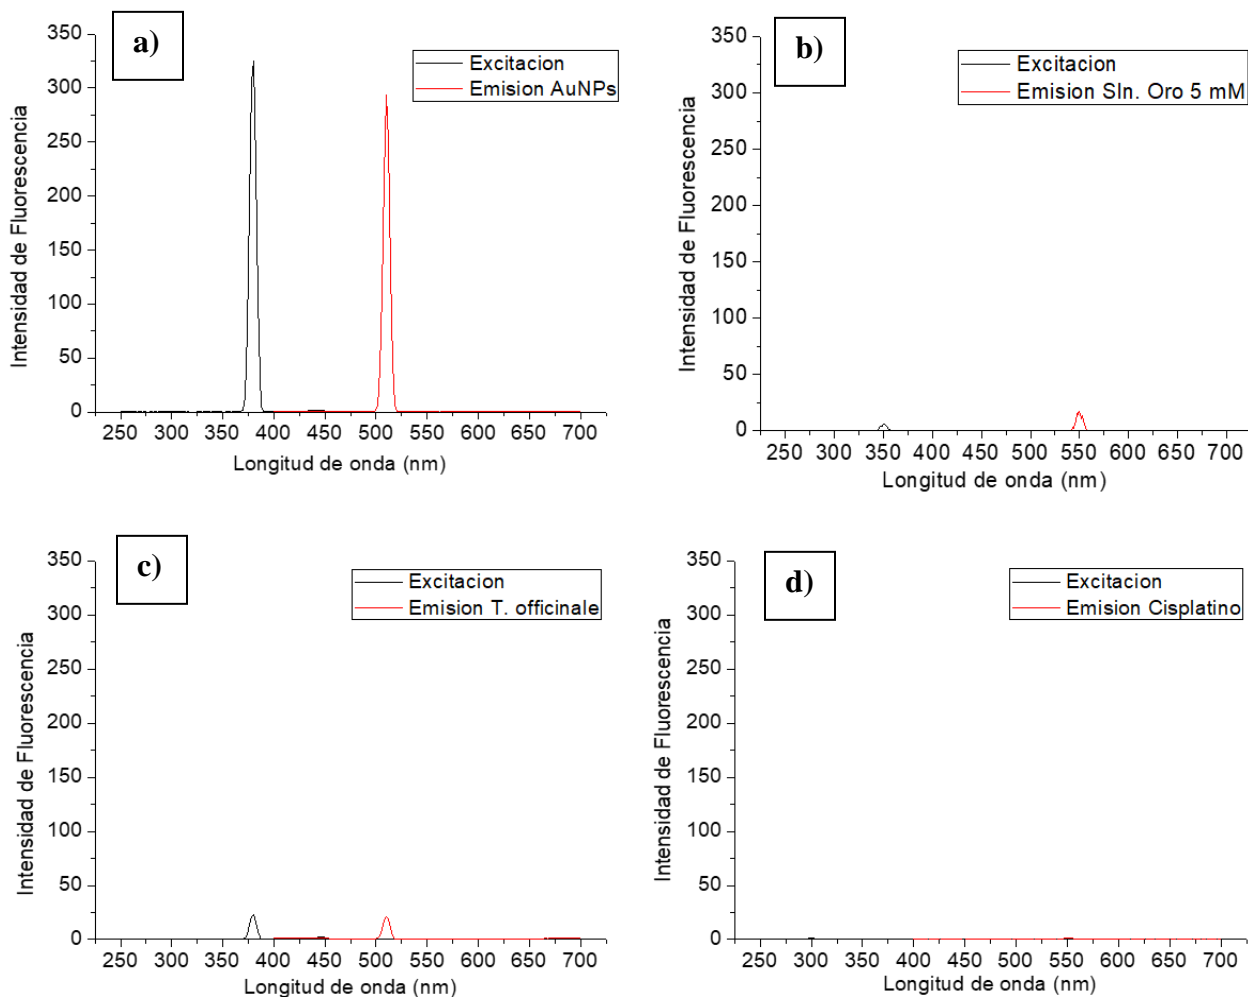 a)
Excitacion
Emision AuNPs
350
300
250
200
150
100
50
0
Intensidad de Fluorescencia
250 300 350 400 450 500 550 600 650 700
Longitud de onda (nm)
b)
Excitacion
Emision Sln. Oro 5 mM
350
300
250
200
150
100
50
0
Intensidad de Fluorescencia
250 300 350 400 450 500 550 600 650 700
Longitud de onda (nm)
c)
Excitacion
Emision T. officinale
350
300
250
200
150
100
50
0
Intensidad de Fluorescencia
250 300 350 400 450 500 550 600 650 700
Longitud de onda (nm)
d)
Excitacion
Emision Cisplatino
350
300
250
200
150
100
50
0
Intensidad de Fluorescencia
250 300 350 400 450 500 550 600 650 700
Longitud de onda (nm)